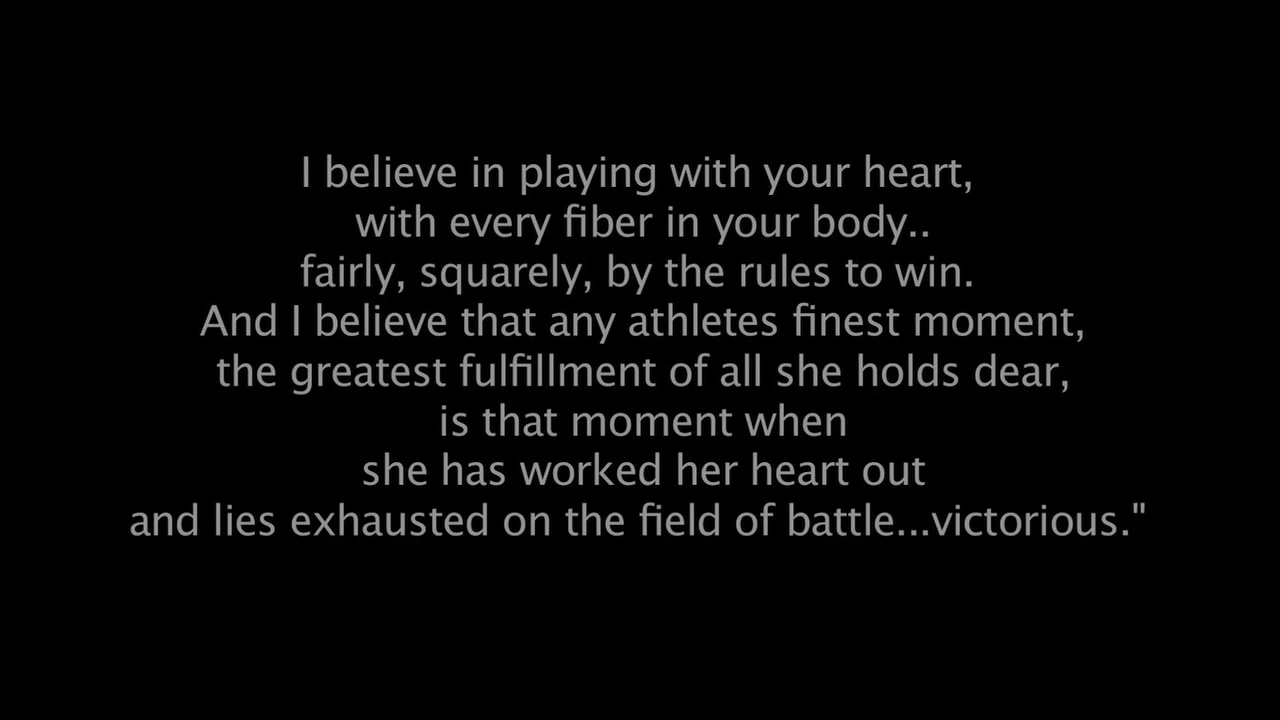 I believe in playing with your heart,
with every fiber in your body..
fairly, squarely, by the rules to win.
And I believe that any athletes finest moment,
the greatest fulfillment of all she holds dear,
is that moment when
she has worked her heart out
and lies exhausted on the field of battle...victorious."